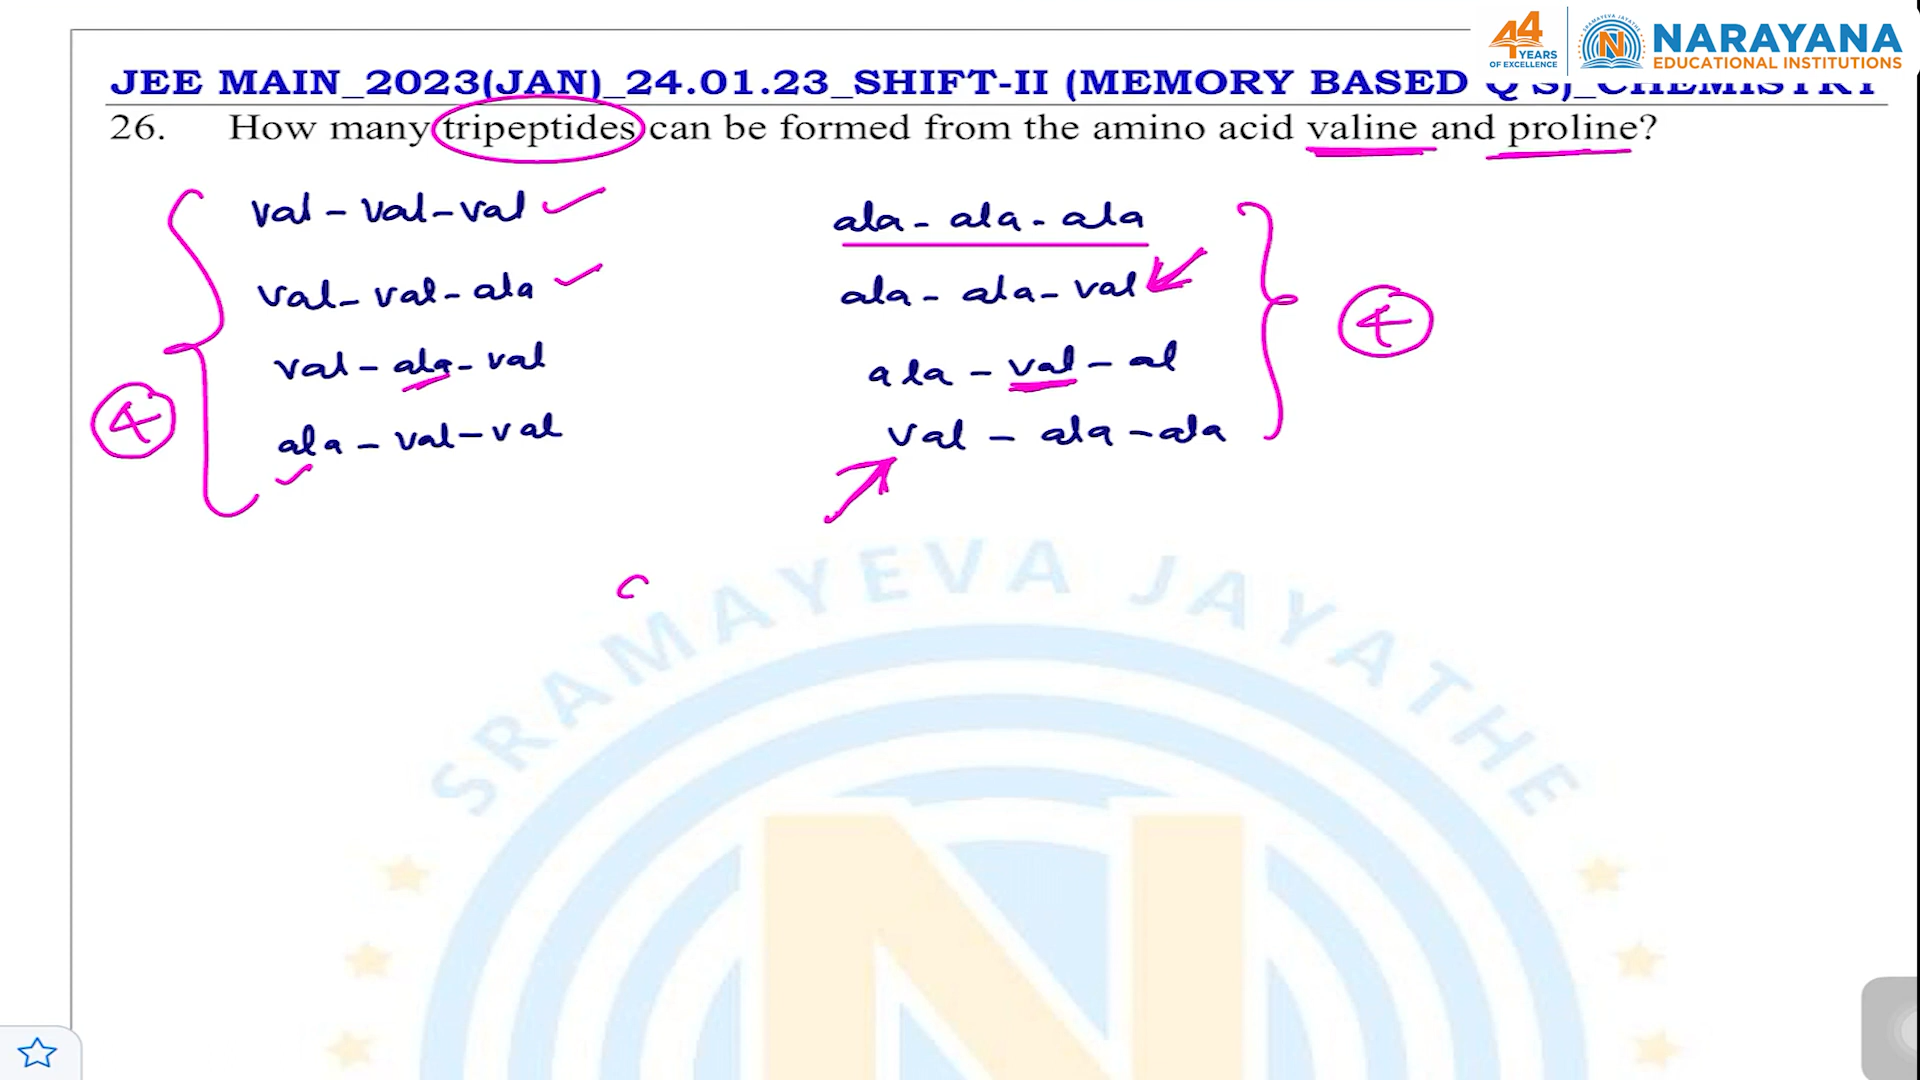 44
YEARS
OF EXCELLENCE
SRAMAYEVA JAYATHE
N
NARAYANA
EDUCATIONAL INSTITUTIONS
JEE MAIN_2023(JAN)_24.01.23_SHIFT-II (MEMORY BASED Q'S)_CHEMISTRY
26. How many tripeptides can be formed from the amino acid valine and proline?
val - val - val
val - val - ala
val - ala - val
ala - val - val
4
ala - ala - ala
ala - ala - val
ala - val - al
val - ala - ala
4
SRAMAYEVA JAYATHE
N